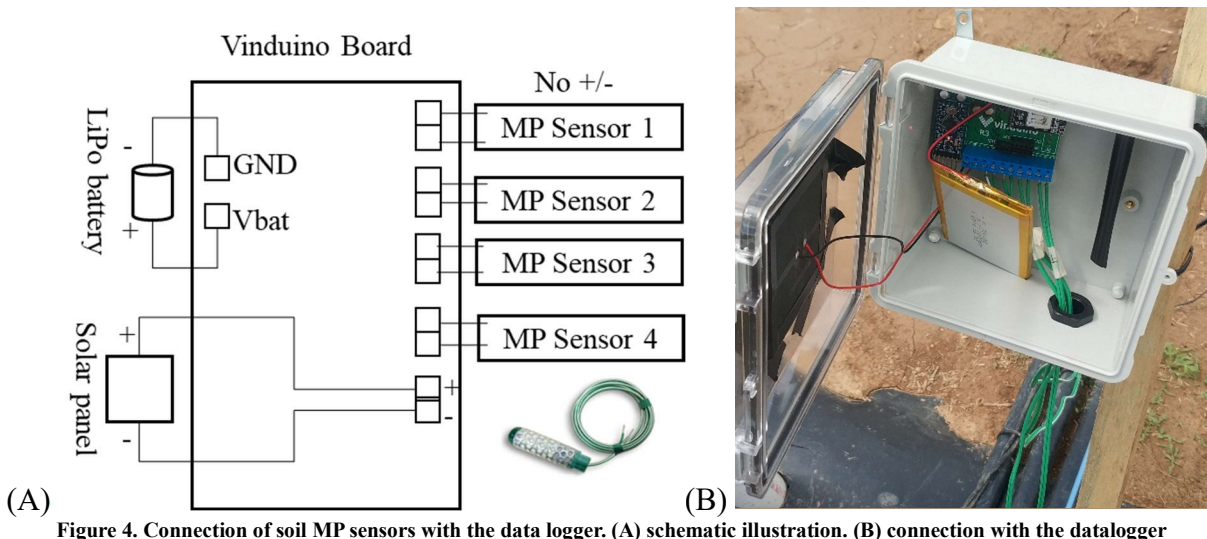 Vinduino Board
No +/-
LiPo battery
-
+
GND
Vbat
MP Sensor 1
MP Sensor 2
MP Sensor 3
MP Sensor 4
Solar panel
+
-
+
-
R3
(A)
(B)
Figure 4. Connection of soil MP sensors with the data logger. (A) schematic illustration. (B) connection with the datalogger